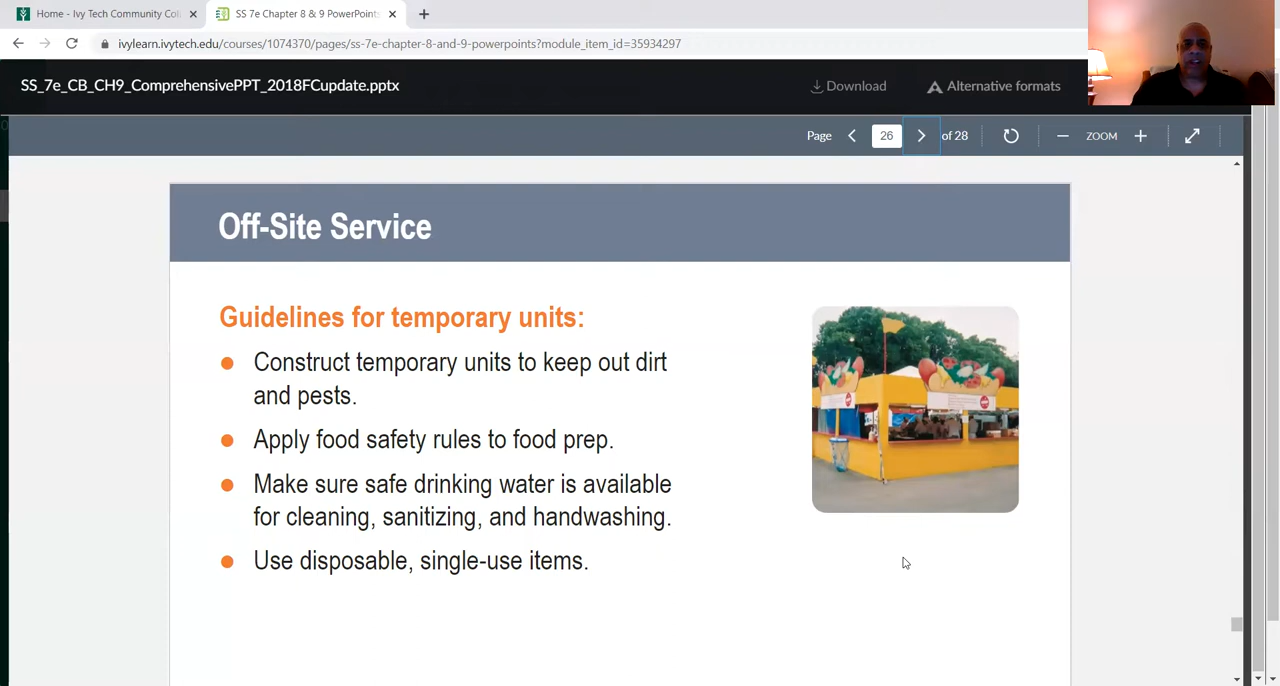 Home - Ivy Tech Community Col
SS 7e Chapter 8 & 9 PowerPoints
ivylearn.ivytech.edu/courses/1074370/pages/ss-7e-chapter-8-and-9-powerpoints?module_item_id=35934297
SS_7e_CB_CH9_ComprehensivePPT_2018FCupdate.pptx
Download
Alternative formats
Page
26
of 28
ZOOM
Off-Site Service
Guidelines for temporary units:
Construct temporary units to keep out dirt
and pests.
Apply food safety rules to food prep.
Make sure safe drinking water is available
for cleaning, sanitizing, and handwashing.
Use disposable, single-use items.